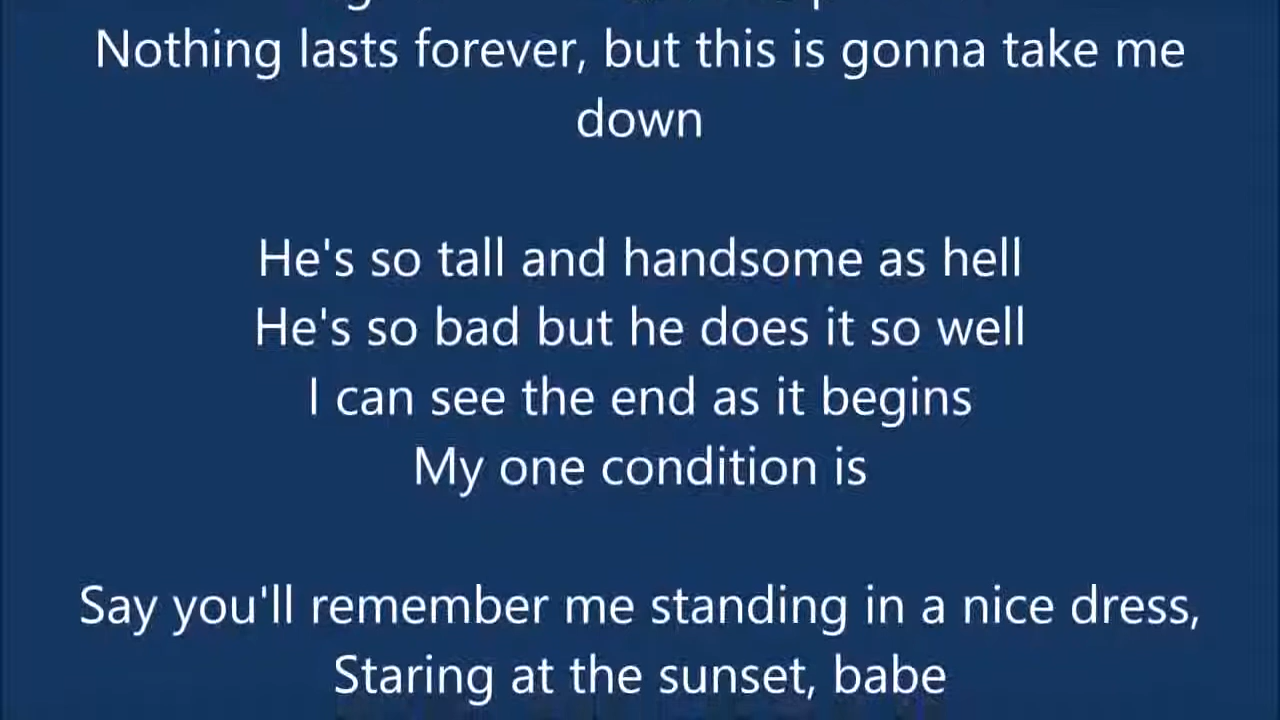 Nothing lasts forever, but this is gonna take me
down
He's so tall and handsome as hell
He's so bad but he does it so well
I can see the end as it begins
My one condition is
Say you'll remember me standing in a nice dress,
Staring at the sunset, babe